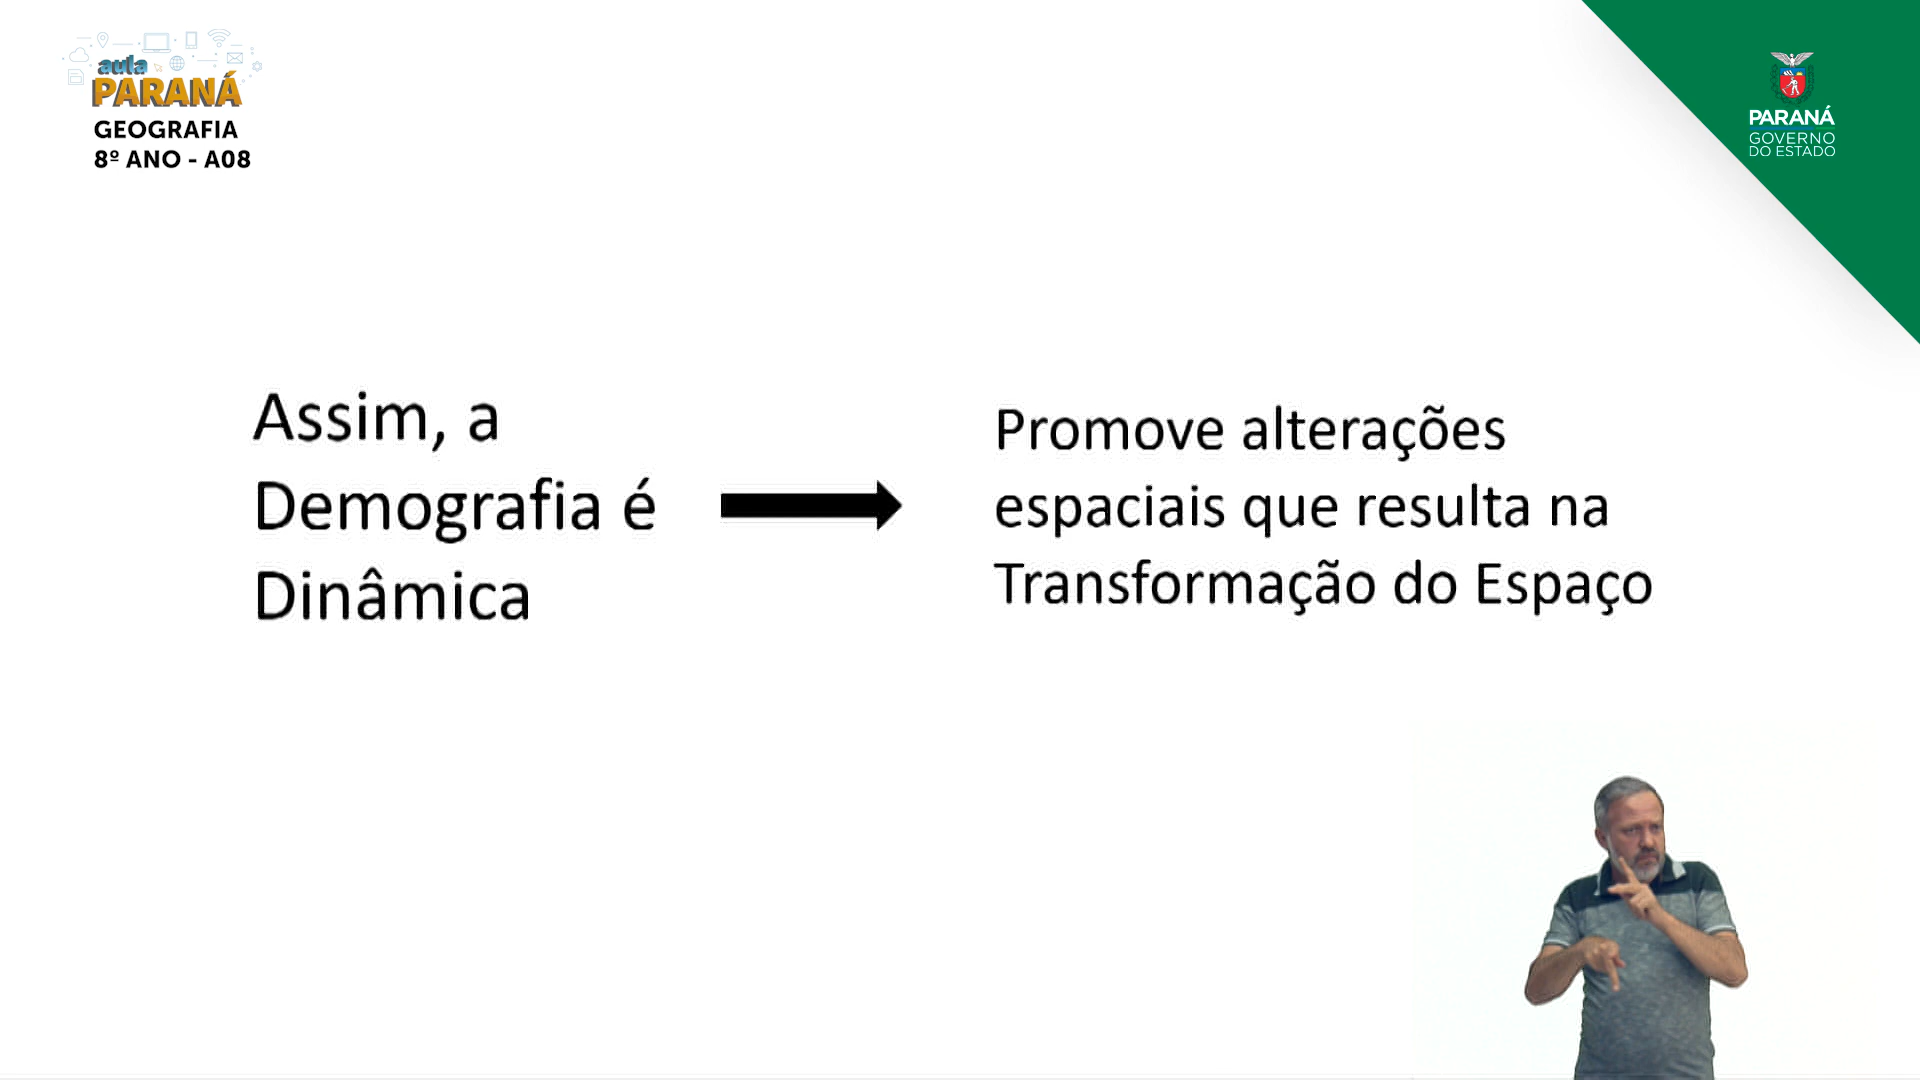 aula
PARANÁ
GEOGRAFIA
8º ANO - A08
PARANÁ
GOVERNO
DO ESTADO
Assim, a
Demografia é
Dinâmica
Promove alterações
espaciais que resulta na
Transformação do Espaço